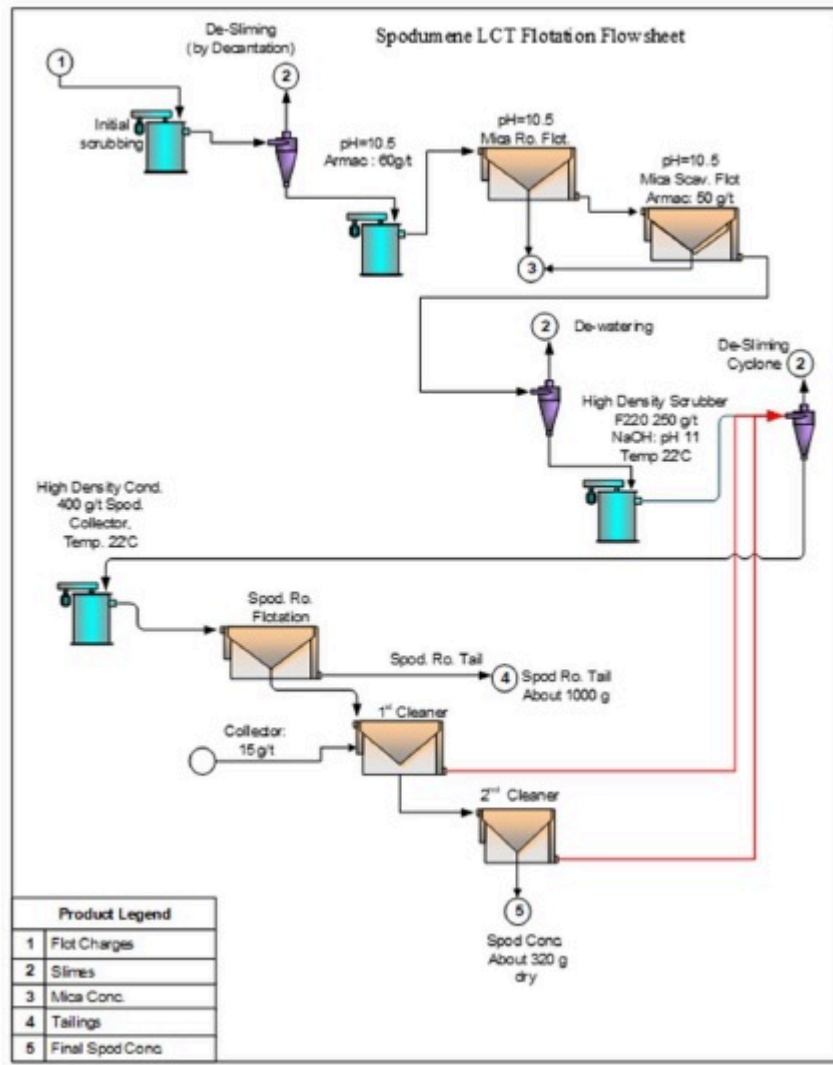 Spodumene LCT Flotation Flowsheet
De-Sliming
(by Decantation)
1
2
Initial
scrubbing
pH=10.5
Armac : 60g/t
pH=10.5
Mica Ro. Flot.
pH=10.5
Mica Scav. Flot
Armac: 50 g/t
3
2
De-watering
De-Sliming
Cyclone
2
High Density Scrubber
F220 250 g/t
NaOH: pH 11
Temp 22'C
High Density Cond.
400 g/t Spod.
Collector,
Temp. 22'C
Spod. Ro.
Flotation
Spod. Ro. Tail
4
Spod Ro. Tail
About 1000 g
1st Cleaner
Collector:
15 g/t
2nd Cleaner
5
Spod Conc
About 320 g
dry
Product Legend
1 Flot Charges
2 Slimes
3 Mica Conc.
4 Tailings
5 Final Spod Conc